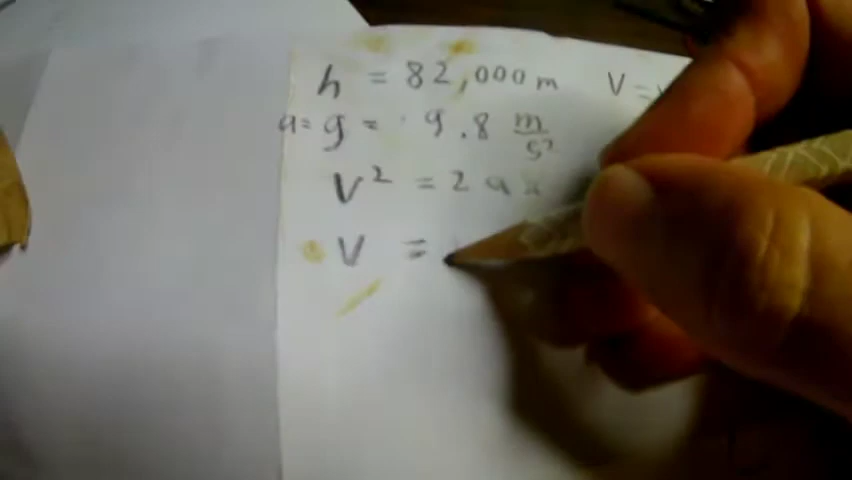 h = 82,000 m V =
a = g = 9.8 m/s²
V² = 2 a x
V =